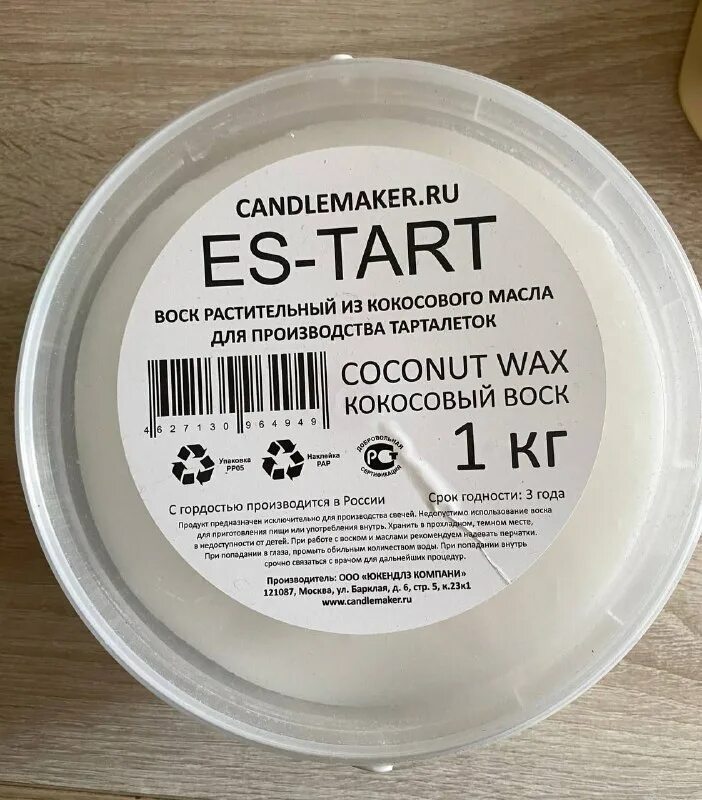 CANDLEMAKER.RU
ES-TART
ВОСК РАСТИТЕЛЬНЫЙ ИЗ КОКОСОВОГО МАСЛА
ДЛЯ ПРОИЗВОДСТВА ТАРТАЛЕТОК
COCONUT WAX
КОКОСОВЫЙ ВОСК
4 627130 964949
1 кг
Упаковка
PP05
Наклейка
PAP
ДОБРОВОЛЬНАЯ
РСТ
СЕРТИФИКАЦИЯ
С гордостью производится в России
Срок годности: 3 года
Продукт предназначен исключительно для производства свечей. Недопустимо использование воска
для приготовления пищи или употребления внутрь. Хранить в прохладном, темном месте,
в недоступности от детей. При работе с воском и маслами рекомендуем надевать перчатки.
При попадании в глаза, промыть обильным количеством воды. При попадании внутрь
срочно связаться с врачом для дальнейших процедур.
Производитель: ООО «ЮКЕНДЛЗ КОМПАНИ»
121087, Москва, ул. Барклая, д. 6, стр. 5, к.23к1
www.candlemaker.ru